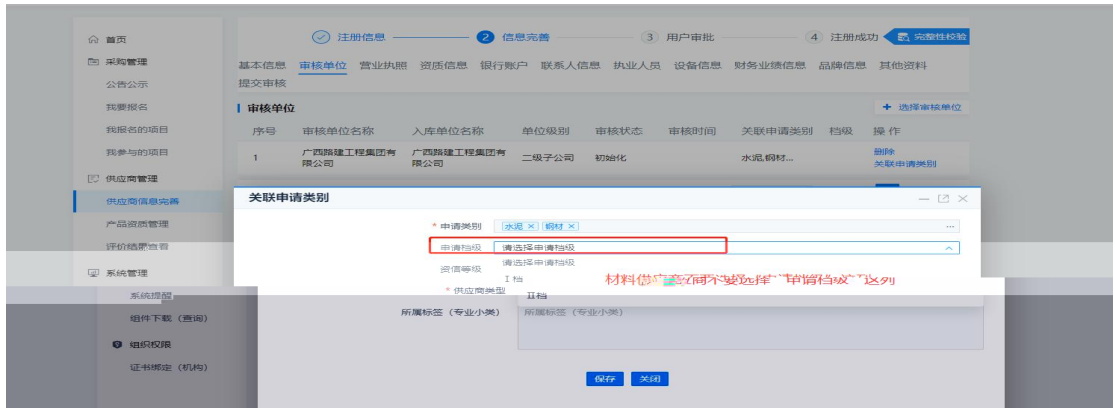 首页
采购管理
公告公示
我要报名
我报名的项目
我参与的项目
供应商管理
供应商信息完善
产品资质管理
评价结果查看
系统管理
系统提醒
组件下载（查询）
组织权限
证书绑定（机构）
注册信息 2 信息完善 3 用户审批 4 注册成功 完整性校验
基本信息 审核单位 营业执照 资质信息 银行账户 联系人信息 执业人员 设备信息 财务业绩信息 品牌信息 其他资料
提交审核
审核单位 + 选择审核单位
序号 审核单位名称 入库单位名称 单位级别 审核状态 审核时间 关联申请类别 档级 操作
1 广西路建工程集团有限公司 广西路建工程集团有限公司 二级子公司 初始化 水泥,钢材... 删除
关联申请类别
关联申请类别
* 申请类别 水泥 × 钢材 × ...
申请档级 请选择申请档级
请选择申请档级
资信等级
I 档
* 供应商类型 II档
材料供应商不要选择“申请档级”这列
所属标签（专业小类） 所属标签（专业小类）
保存 关闭